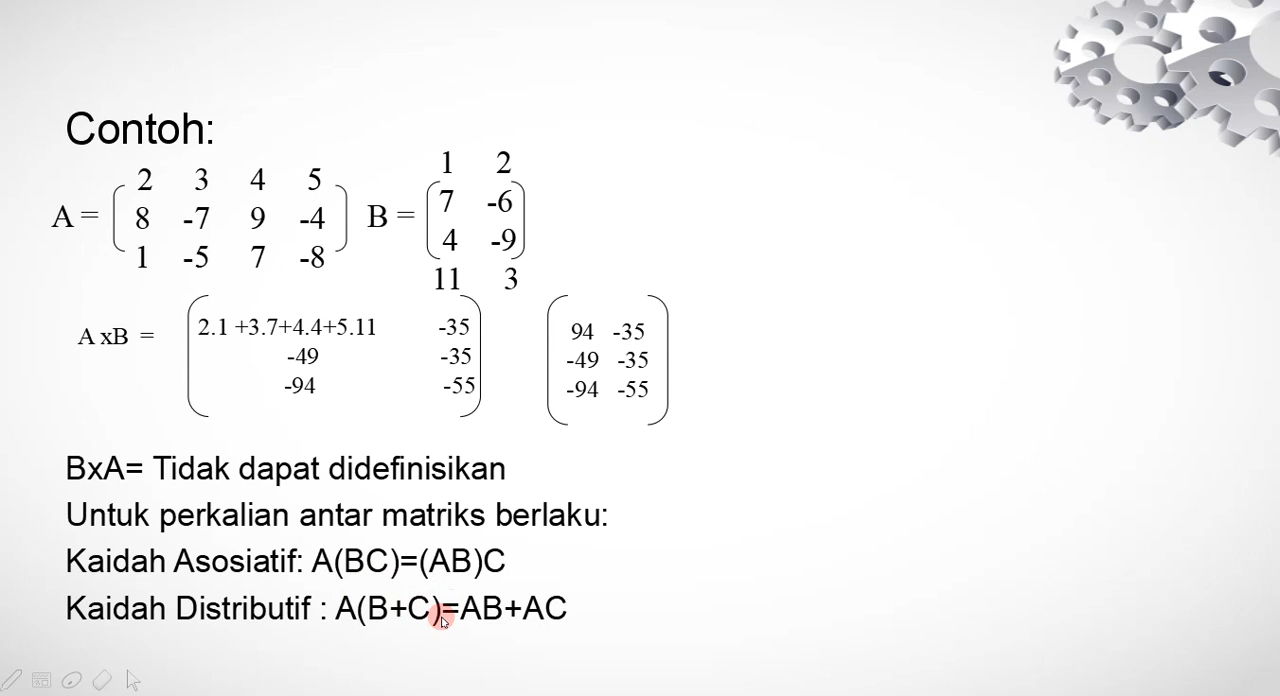 Contoh:
A = 2 3 4 5 B = 1 2
8 -7 9 -4 7 -6
1 -5 7 -8 4 -9
11 3
A xB = 2.1 +3.7+4.4+5.11 -35 94 -35
-49 -35 -49 -35
-94 -55 -94 -55
BxA= Tidak dapat didefinisikan
Untuk perkalian antar matriks berlaku:
Kaidah Asosiatif: A(BC)=(AB)C
Kaidah Distributif : A(B+C)=AB+AC